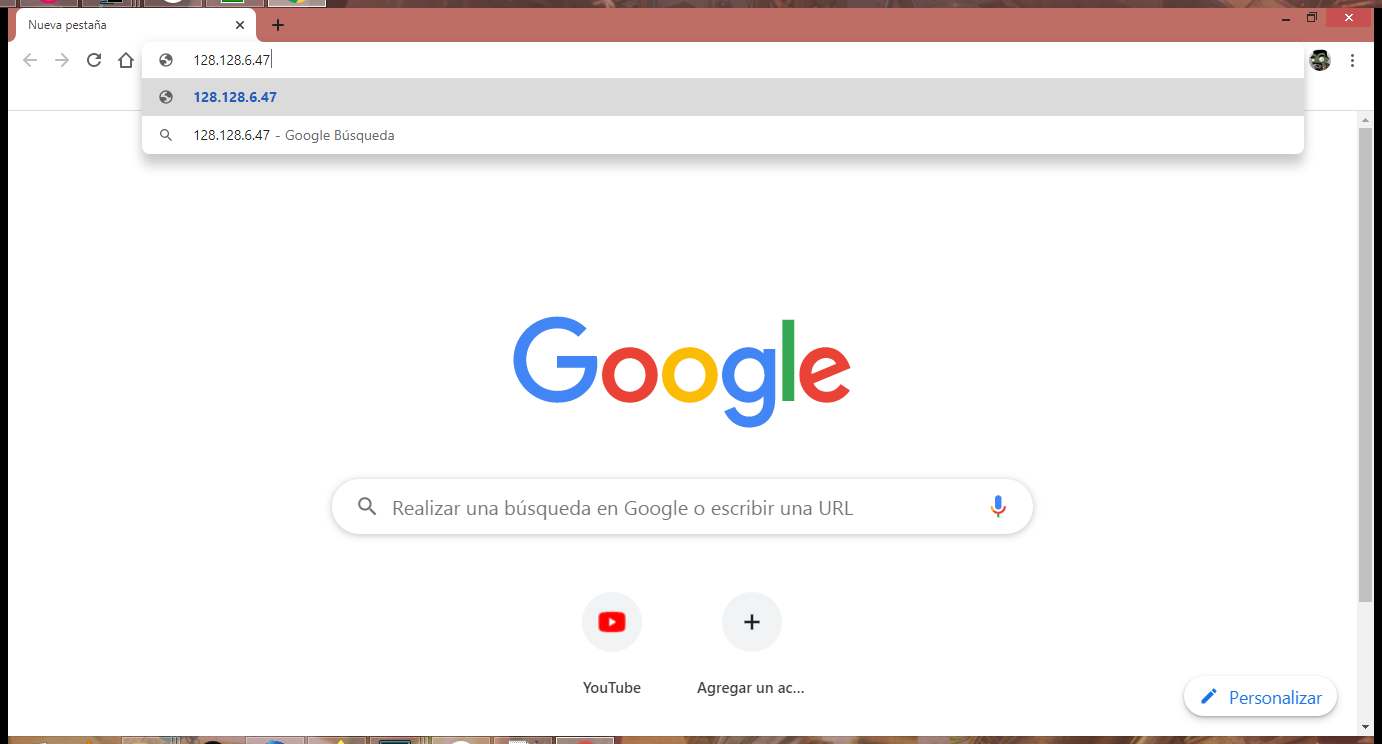 Nueva pestaña
128.128.6.47
128.128.6.47
128.128.6.47 - Google Búsqueda
Google
Realizar una búsqueda en Google o escribir una URL
YouTube
Agregar un ac...
Personalizar